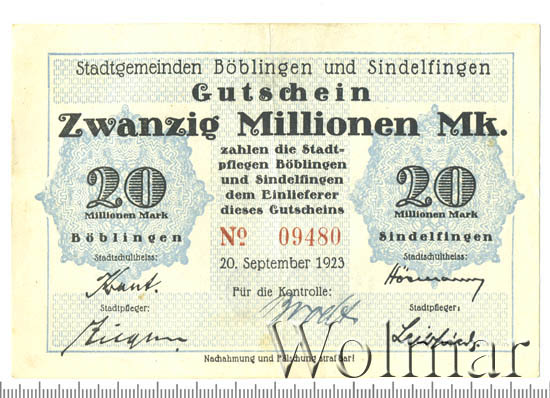 Stadtgemeinden Böblingen und Sindelfingen
Gutschein
Zwanzig Millionen Mk.
zahlen die Stadt-
pflegen Böblingen
und Sindelfingen
dem Einlieferer
dieses Gutscheins
20
Millionen Mark
Böblingen
Stadtschultheiss:
Kraut.
Stadtpfleger:
20
Millionen Mark
Sindelfingen
Stadtschultheiss:
Hörmann
Stadtpfleger:
No. 09480
20. September 1923
Für die Kontrolle:
Nachahmung und Fälschung strafbar!
Wolmar